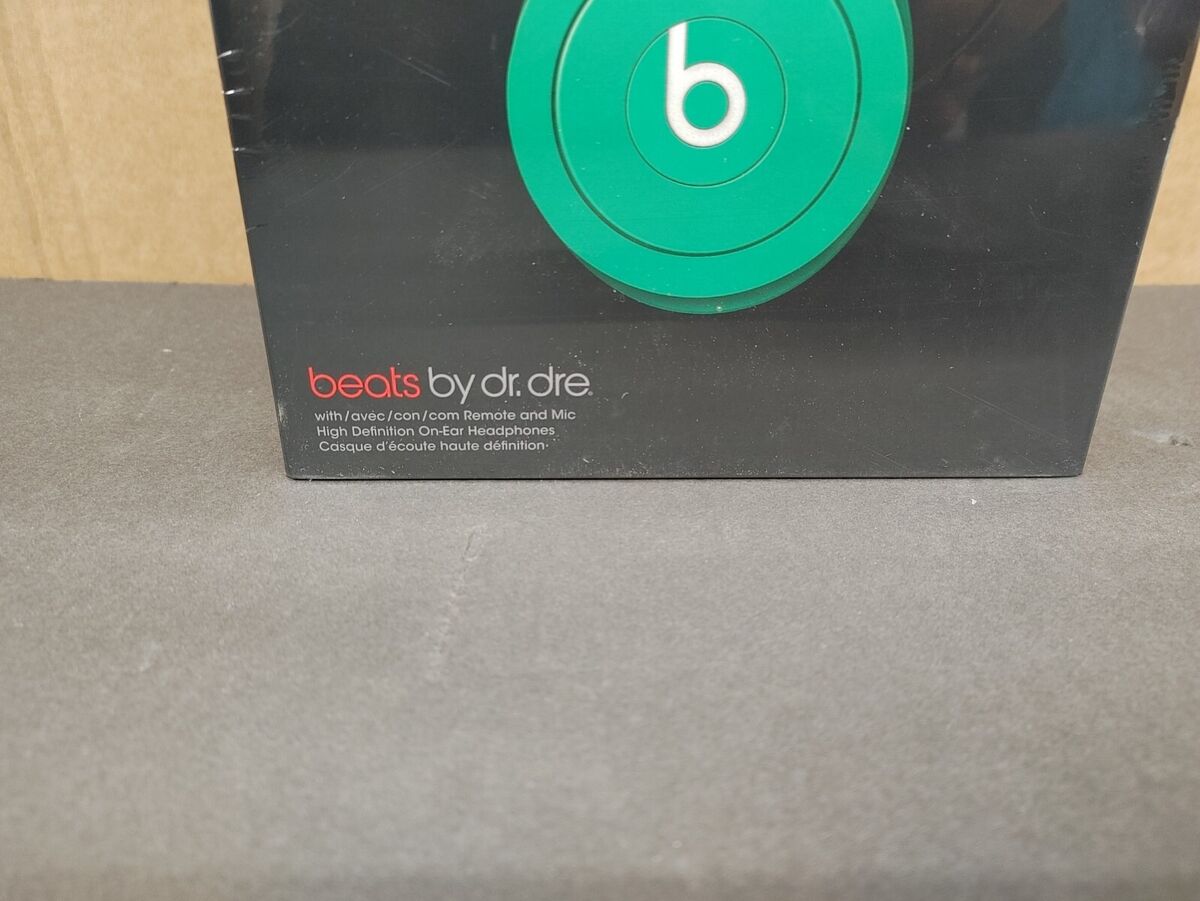 b
beats by dr. dre®
with/avec/con/com Remote and Mic
High Definition On-Ear Headphones
Casque d'écoute haute définition